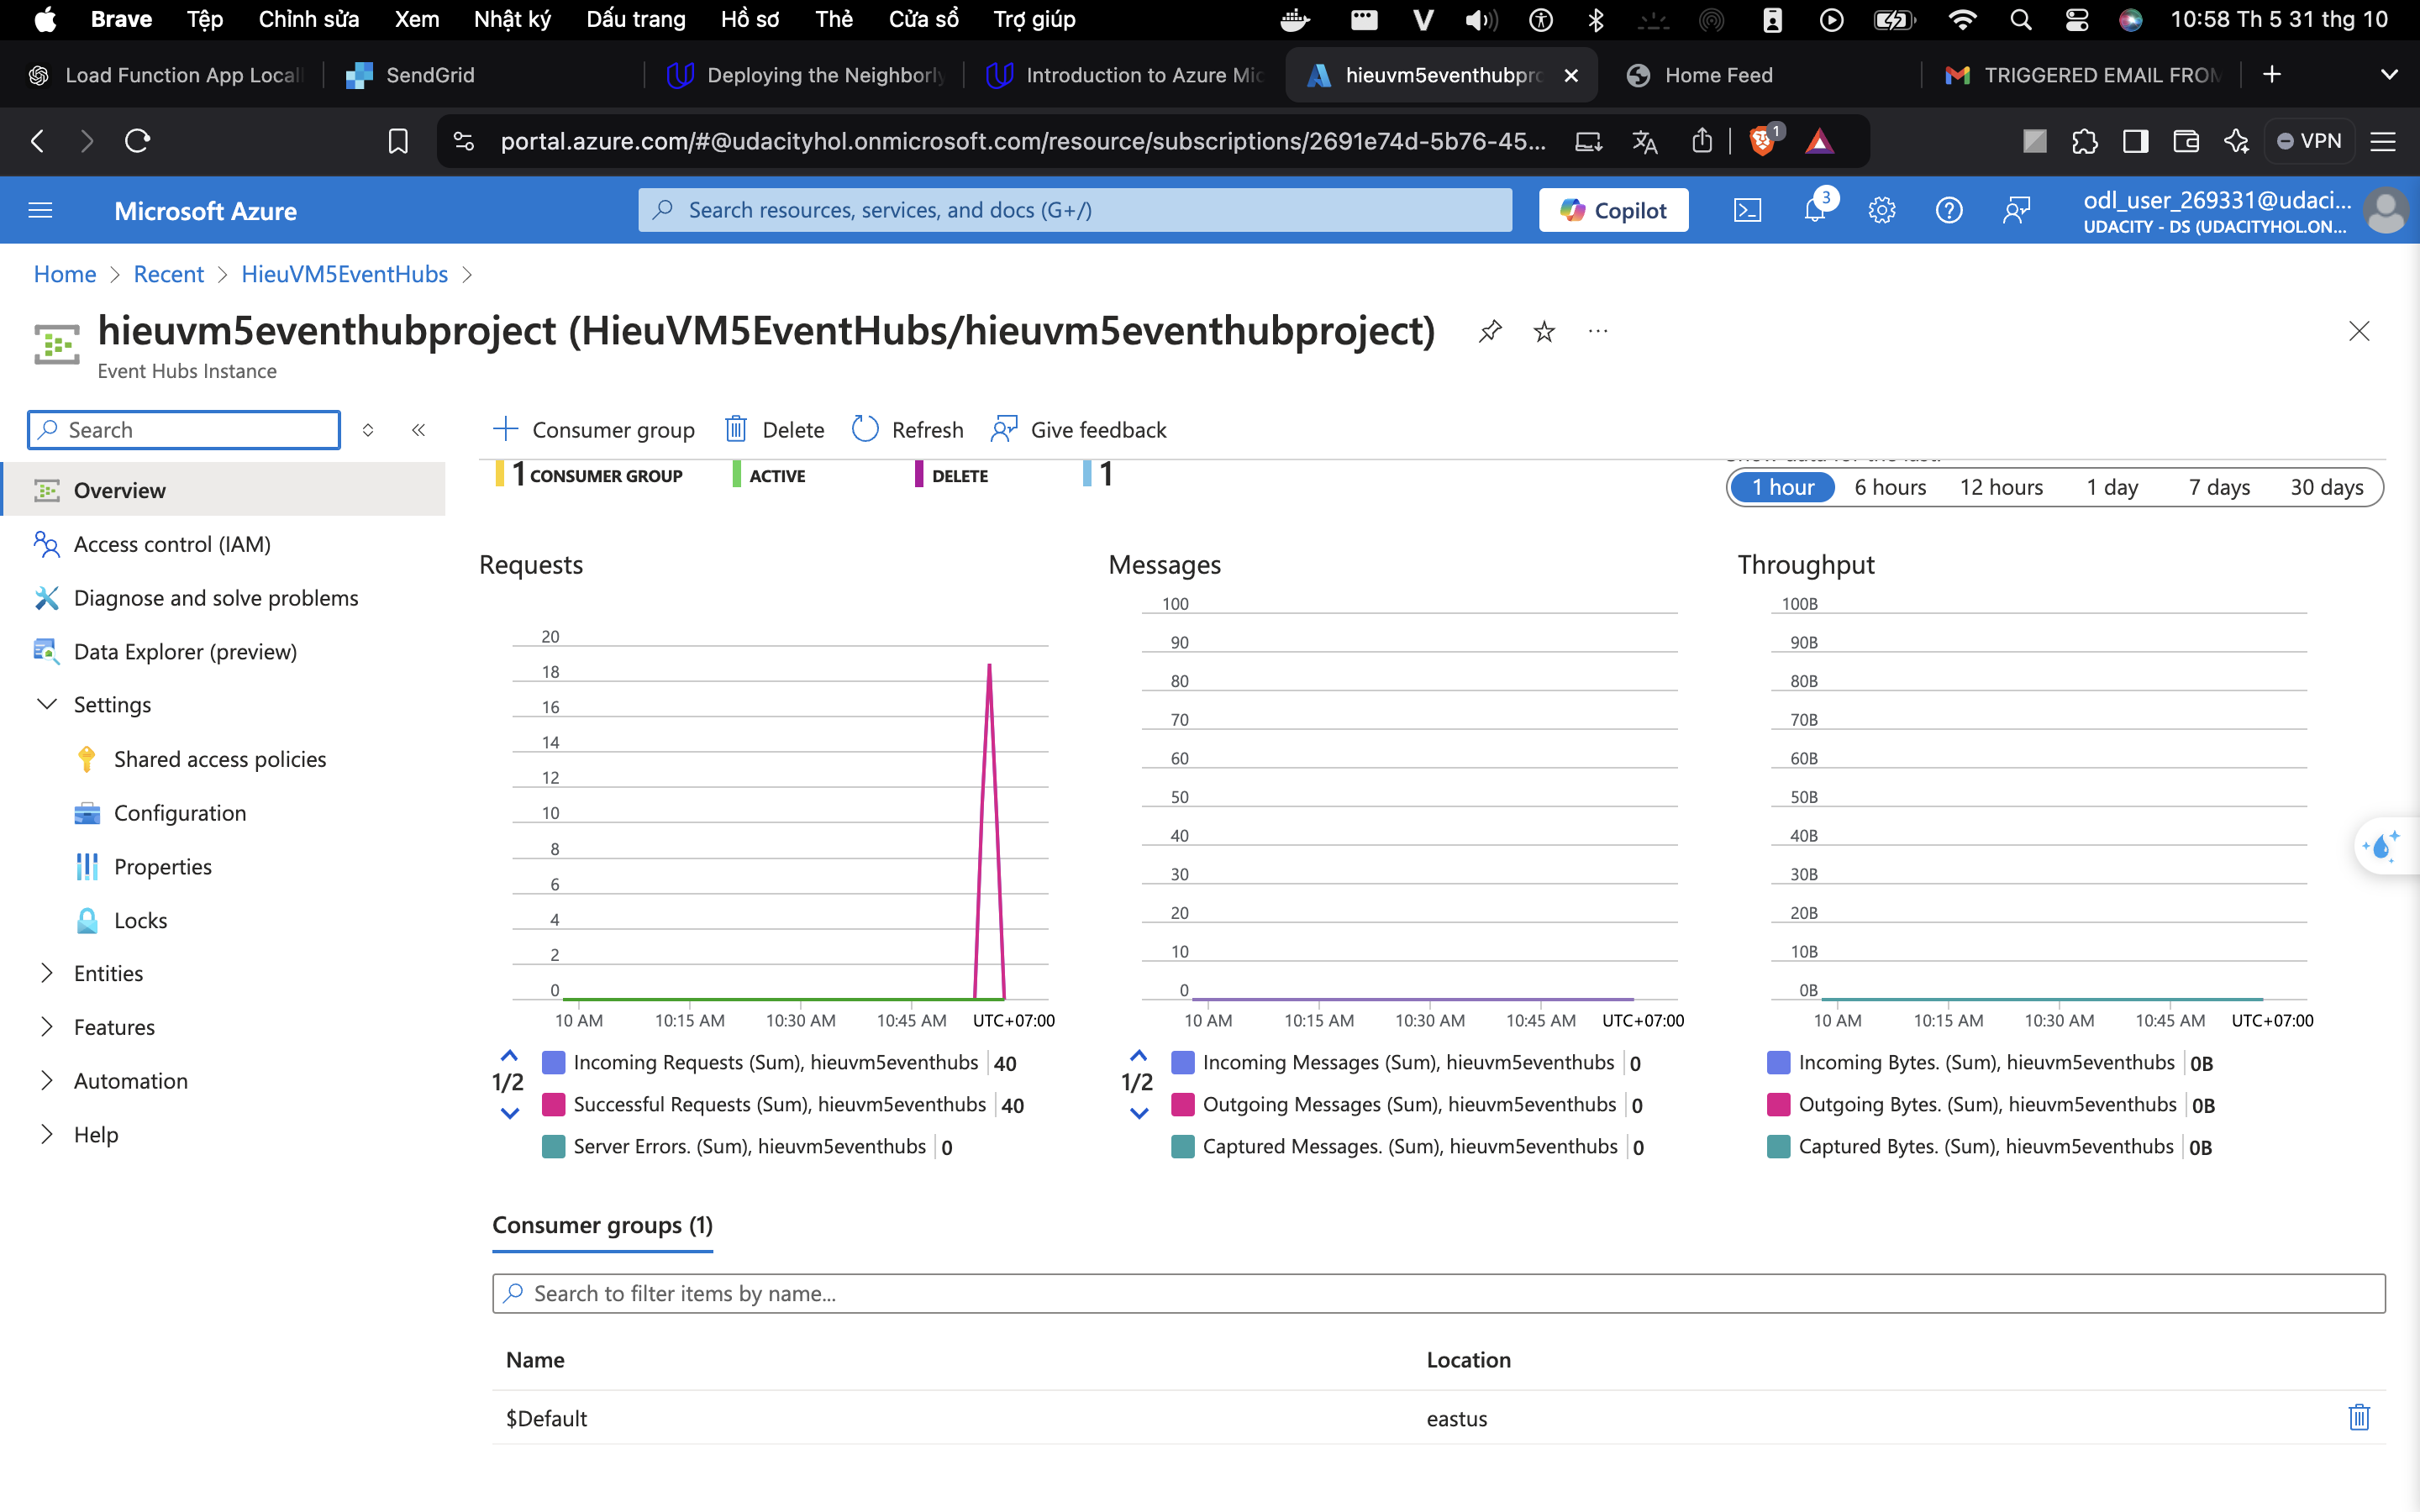 Brave Tệp Chỉnh sửa Xem Nhật ký Dấu trang Hồ sơ Thẻ Cửa sổ Trợ giúp 10:58 Th 5 31 thg 10
Load Function App Local SendGrid Deploying the Neighborly Introduction to Azure Mic hieuvm5eventhubpro Home Feed TRIGGERED EMAIL FROM
portal.azure.com/#@udacityhol.onmicrosoft.com/resource/subscriptions/2691e74d-5b76-45... 1 VPN
Microsoft Azure Search resources, services, and docs (G+/) Copilot 3 odl_user_269331@udaci...
UDACITY - DS (UDACITYHOL.ON...
Home > Recent > HieuVM5EventHubs >
hieuvm5eventhubproject (HieuVM5EventHubs/hieuvm5eventhubproject)
Event Hubs Instance
Search
Consumer group Delete Refresh Give feedback
1 CONSUMER GROUP ACTIVE DELETE 1
1 hour 6 hours 12 hours 1 day 7 days 30 days
Overview
Access control (IAM)
Diagnose and solve problems
Data Explorer (preview)
Settings
Shared access policies
Configuration
Properties
Locks
Entities
Features
Automation
Help
Requests
20
18
16
14
12
10
8
6
4
2
0
10 AM 10:15 AM 10:30 AM 10:45 AM UTC+07:00
1/2
Incoming Requests (Sum), hieuvm5eventhubs 40
Successful Requests (Sum), hieuvm5eventhubs 40
Server Errors. (Sum), hieuvm5eventhubs 0
Messages
100
90
80
70
60
50
40
30
20
10
0
10 AM 10:15 AM 10:30 AM 10:45 AM UTC+07:00
1/2
Incoming Messages (Sum), hieuvm5eventhubs 0
Outgoing Messages (Sum), hieuvm5eventhubs 0
Captured Messages. (Sum), hieuvm5eventhubs 0
Throughput
100B
90B
80B
70B
60B
50B
40B
30B
20B
10B
0B
10 AM 10:15 AM 10:30 AM 10:45 AM UTC+07:00
Incoming Bytes. (Sum), hieuvm5eventhubs 0B
Outgoing Bytes. (Sum), hieuvm5eventhubs 0B
Captured Bytes. (Sum), hieuvm5eventhubs 0B
Consumer groups (1)
Search to filter items by name...
Name Location
$Default eastus